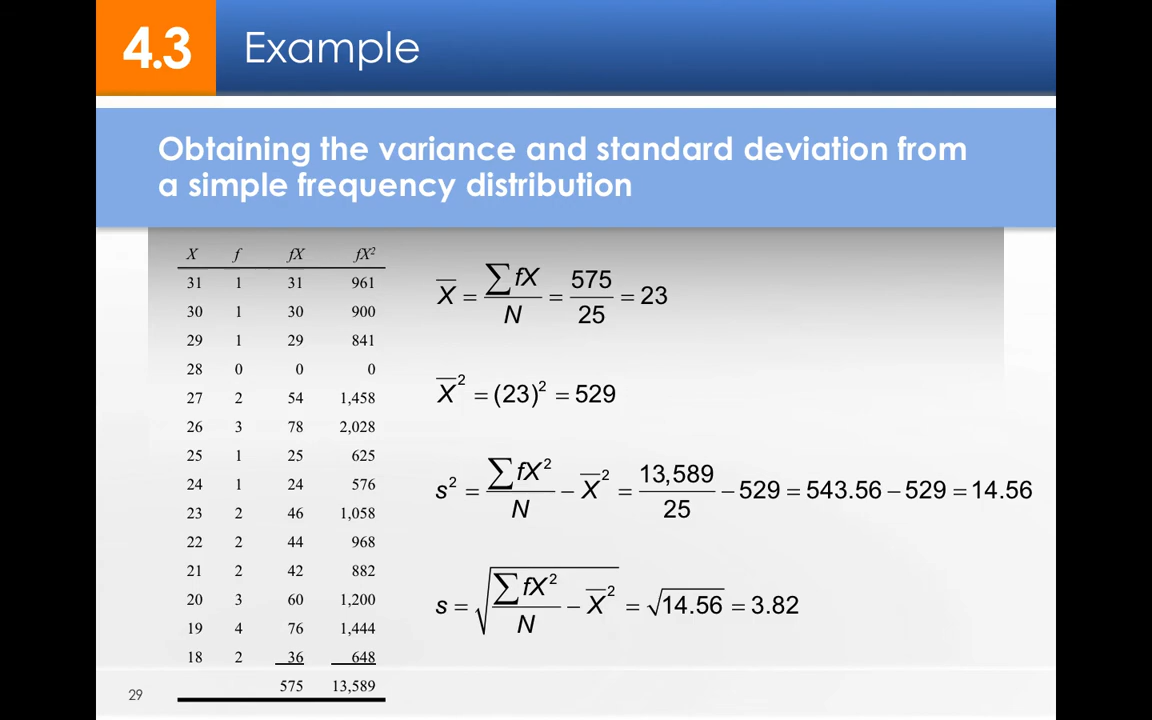 4.3 Example
Obtaining the variance and standard deviation from
a simple frequency distribution
X f fX fX²
31 1 31 961
30 1 30 900
29 1 29 841
28 0 0 0
27 2 54 1,458
26 3 78 2,028
25 1 25 625
24 1 24 576
23 2 46 1,058
22 2 44 968
21 2 42 882
20 3 60 1,200
19 4 76 1,444
18 2 36 648
575 13,589
X̄ = ∑fX / N = 575 / 25 = 23
X̄² = (23)² = 529
s² = ∑fX² / N − X̄² = 13,589 / 25 − 529 = 543.56 − 529 = 14.56
s = √(∑fX² / N − X̄²) = √14.56 = 3.82
29